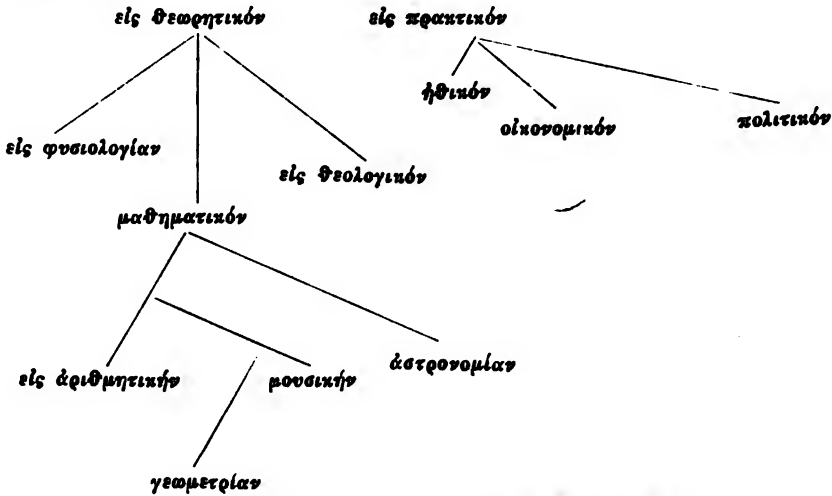 εἰς θεωρητικόν
εἰς πρακτικόν
ἠθικόν
οἰκονομικόν
πολιτικόν
εἰς φυσιολογίαν
εἰς θεολογικόν
μαθηματικόν
εἰς ἀριθμητικήν
μουσικήν
ἀστρονομίαν
γεωμετρίαν